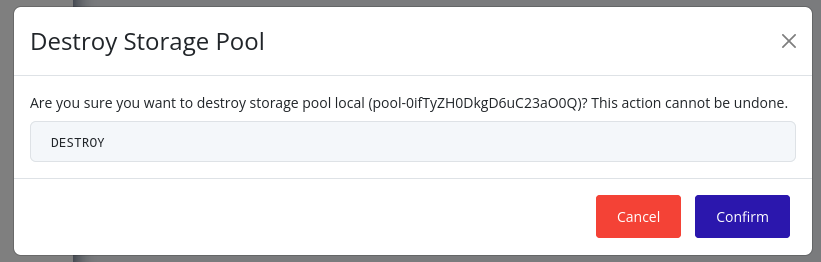 Destroy Storage Pool
Are you sure you want to destroy storage pool local (pool-0ifTyZH0DkgD6uC23aO0Q)? This action cannot be undone.
DESTROY
Cancel
Confirm